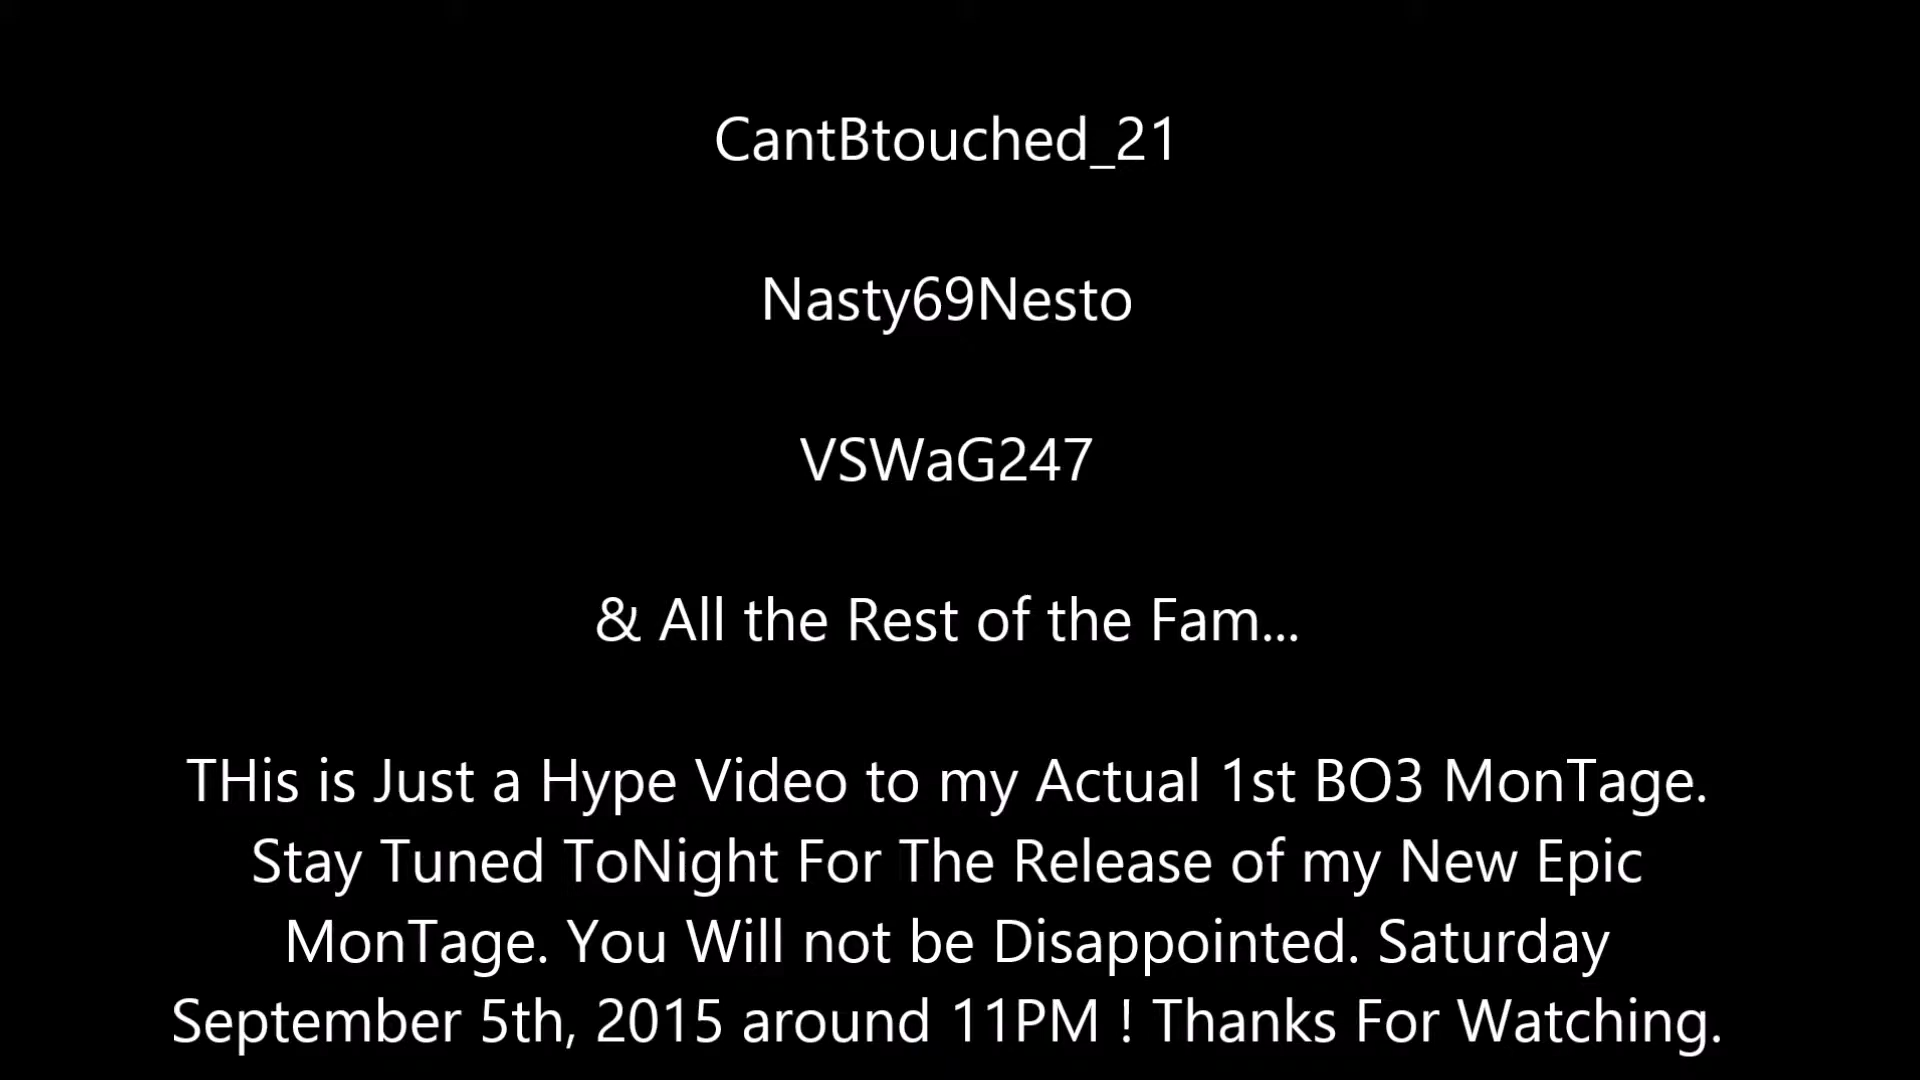 CantBtouched_21
Nasty69Nesto
VSWaG247
& All the Rest of the Fam...
THis is Just a Hype Video to my Actual 1st BO3 MonTage.
Stay Tuned ToNight For The Release of my New Epic
MonTage. You Will not be Disappointed. Saturday
September 5th, 2015 around 11PM ! Thanks For Watching.